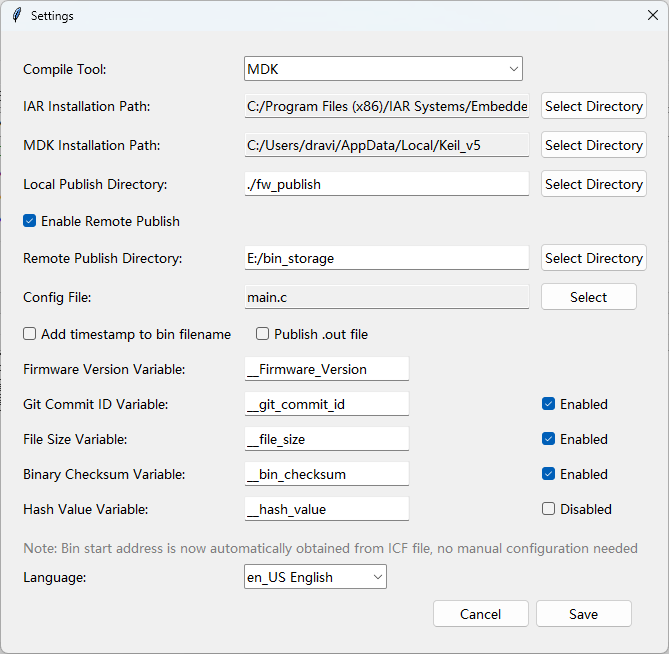 Settings
Compile Tool: MDK
IAR Installation Path: C:/Program Files (x86)/IAR Systems/Embedde Select Directory
MDK Installation Path: C:/Users/dravi/AppData/Local/Keil_v5 Select Directory
Local Publish Directory: ./fw_publish Select Directory
Enable Remote Publish
Remote Publish Directory: E:/bin_storage Select Directory
Config File: main.c Select
Add timestamp to bin filename Publish .out file
Firmware Version Variable: __Firmware_Version
Git Commit ID Variable: __git_commit_id Enabled
File Size Variable: __file_size Enabled
Binary Checksum Variable: __bin_checksum Enabled
Hash Value Variable: __hash_value Disabled
Note: Bin start address is now automatically obtained from ICF file, no manual configuration needed
Language: en_US English
Cancel Save